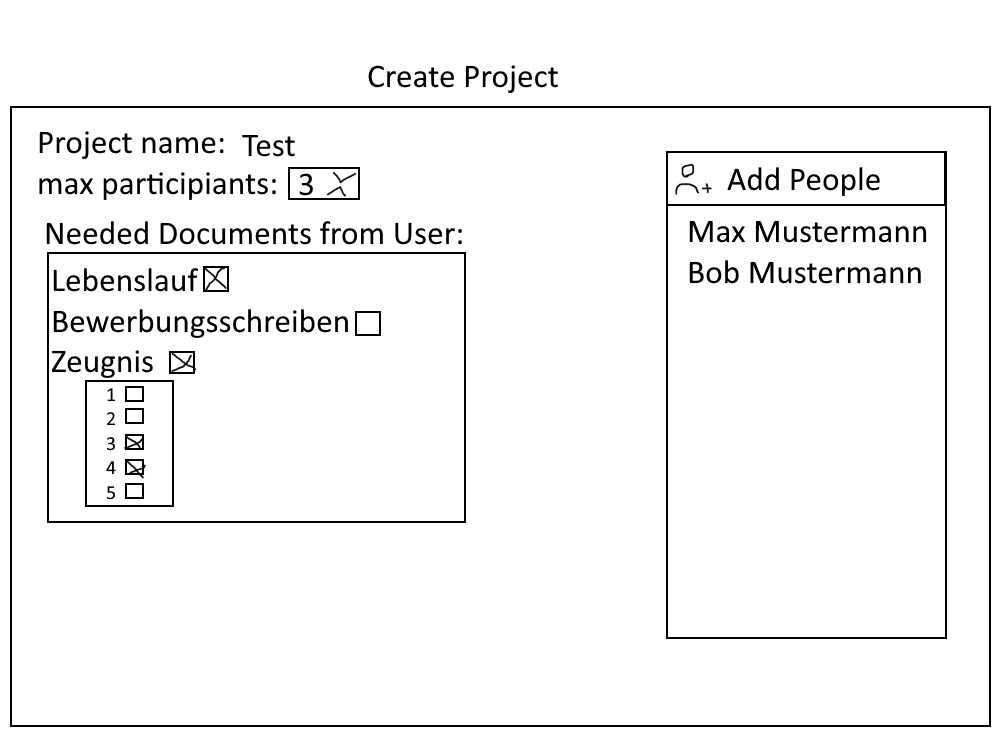 Create Project
Project name: Test
max participiants: 3
Needed Documents from User:
Lebenslauf
Bewerbungsschreiben
Zeugnis
1
2
3
4
5
Add People
Max Mustermann
Bob Mustermann